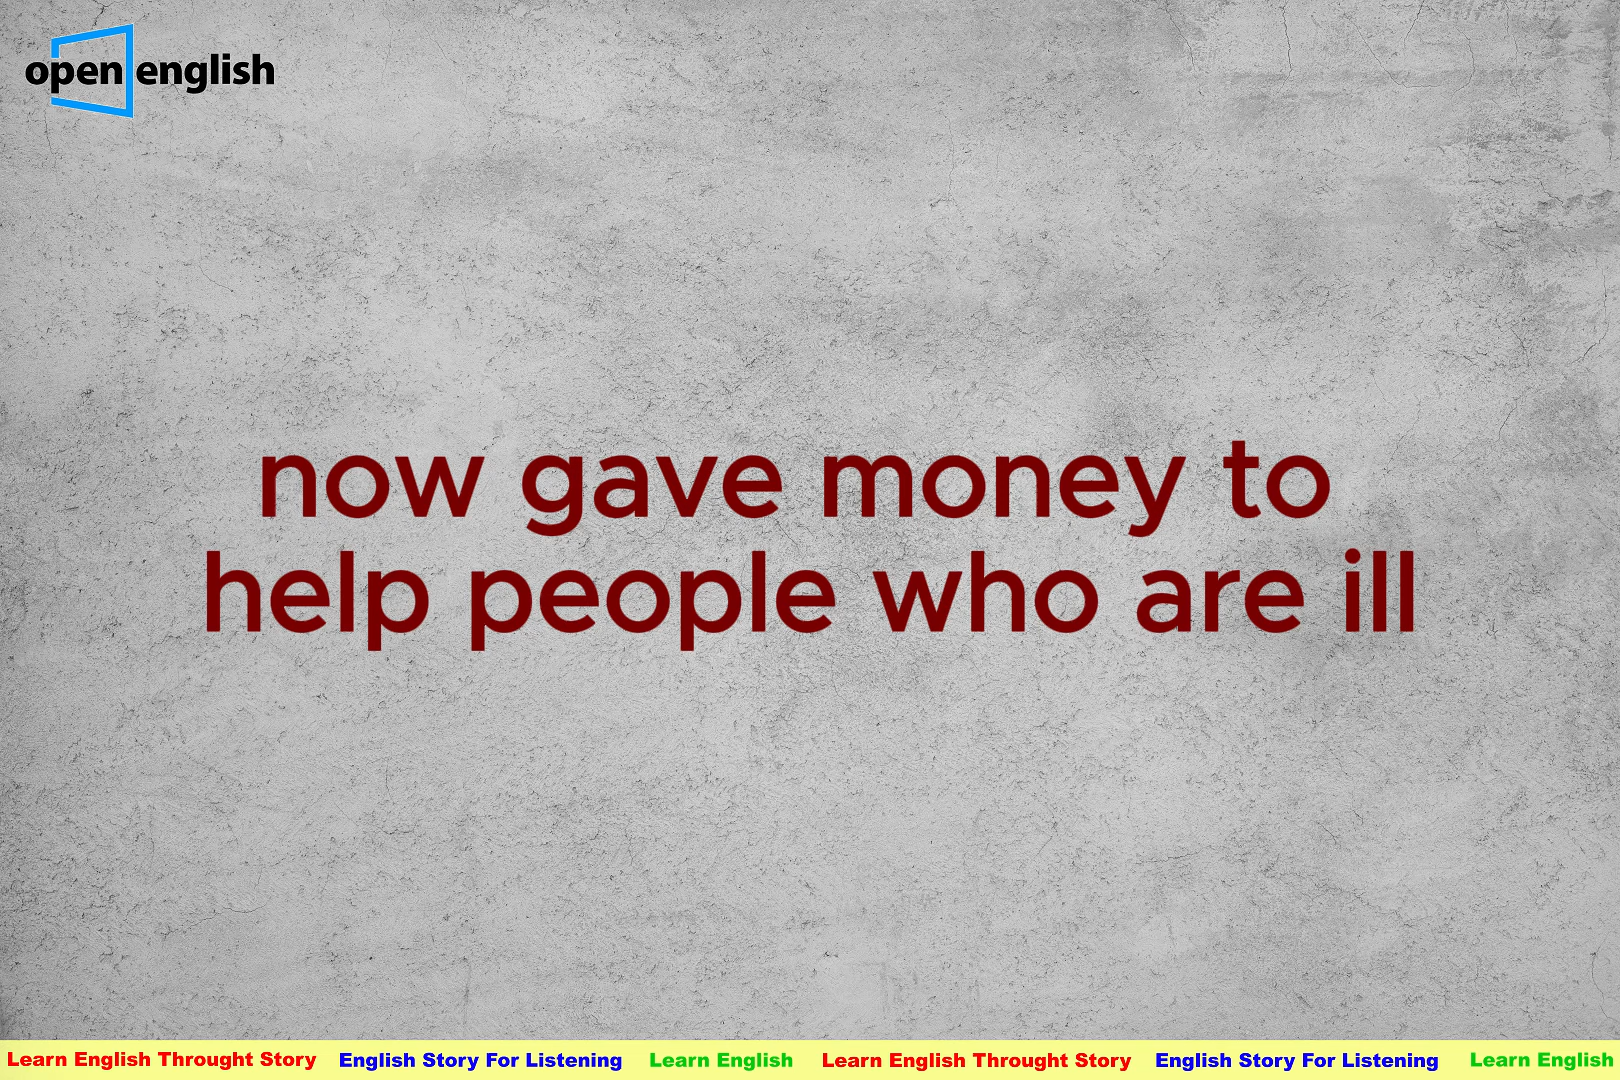 open english
now gave money to
help people who are ill
Learn English Throught Story English Story For Listening Learn English Learn English Throught Story English Story For Listening Learn English